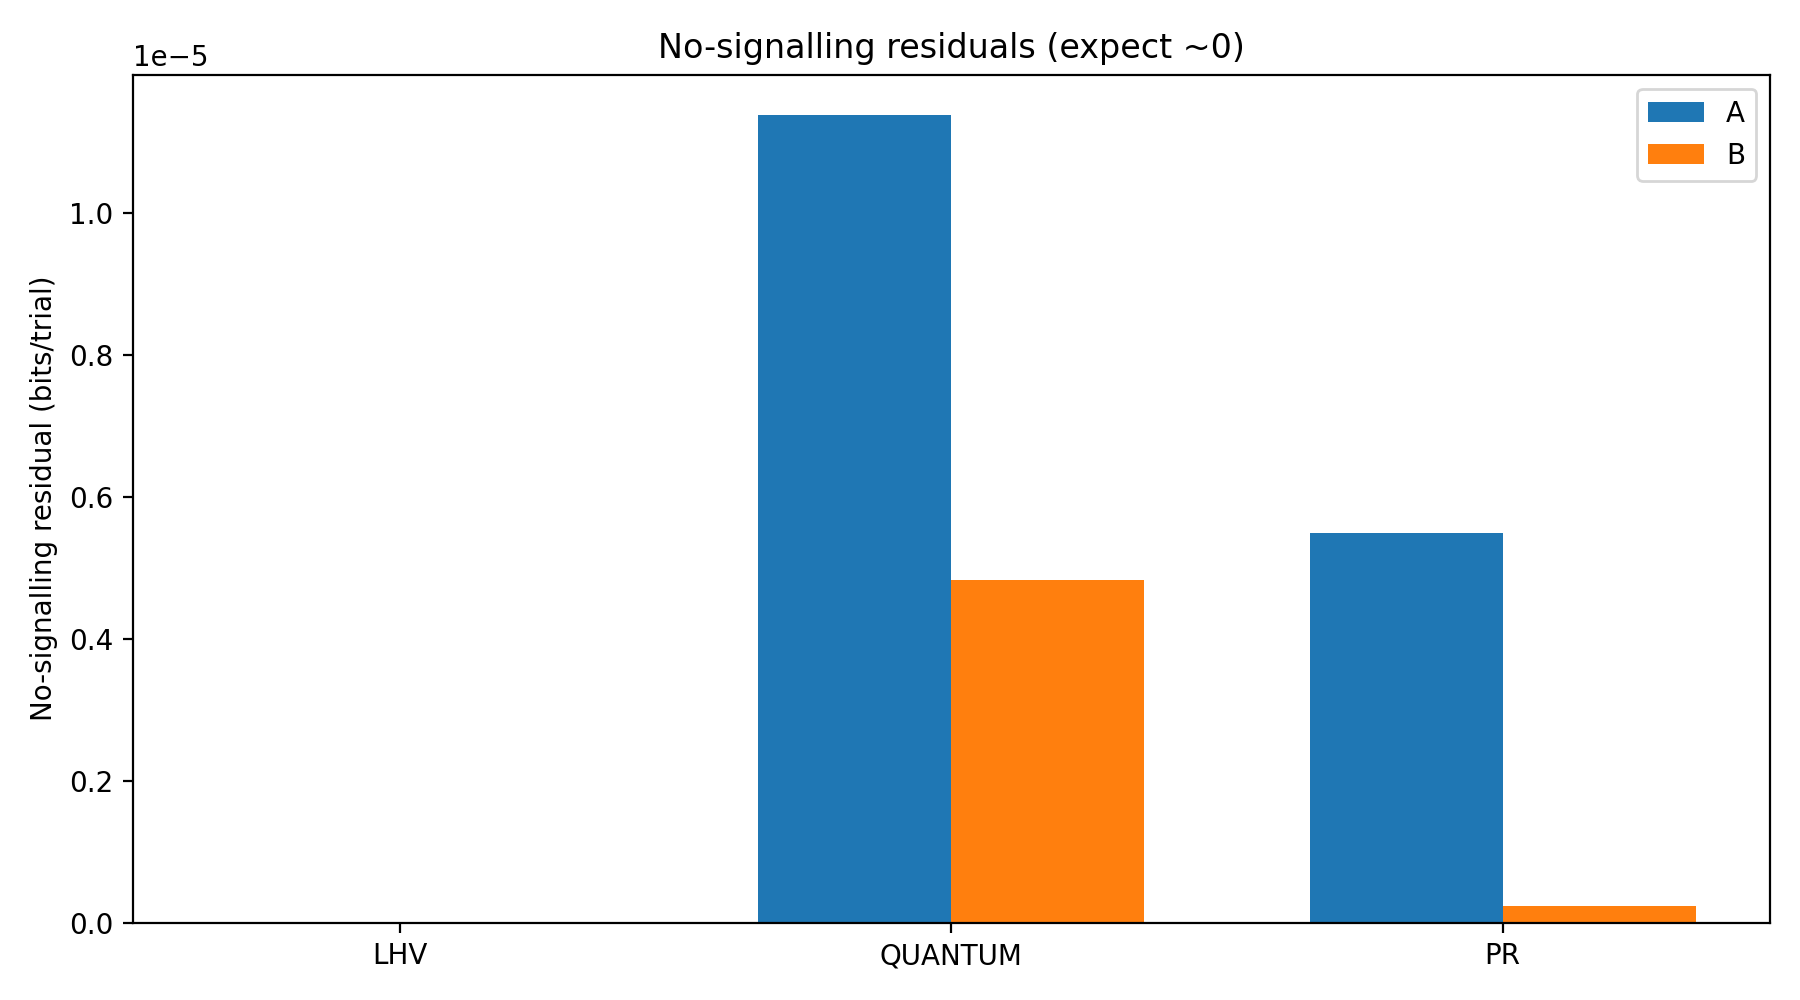 No-signalling residuals (expect ~0)
1e−5
A
B
No-signalling residual (bits/trial)
1.0
0.8
0.6
0.4
0.2
0.0
LHV
QUANTUM
PR